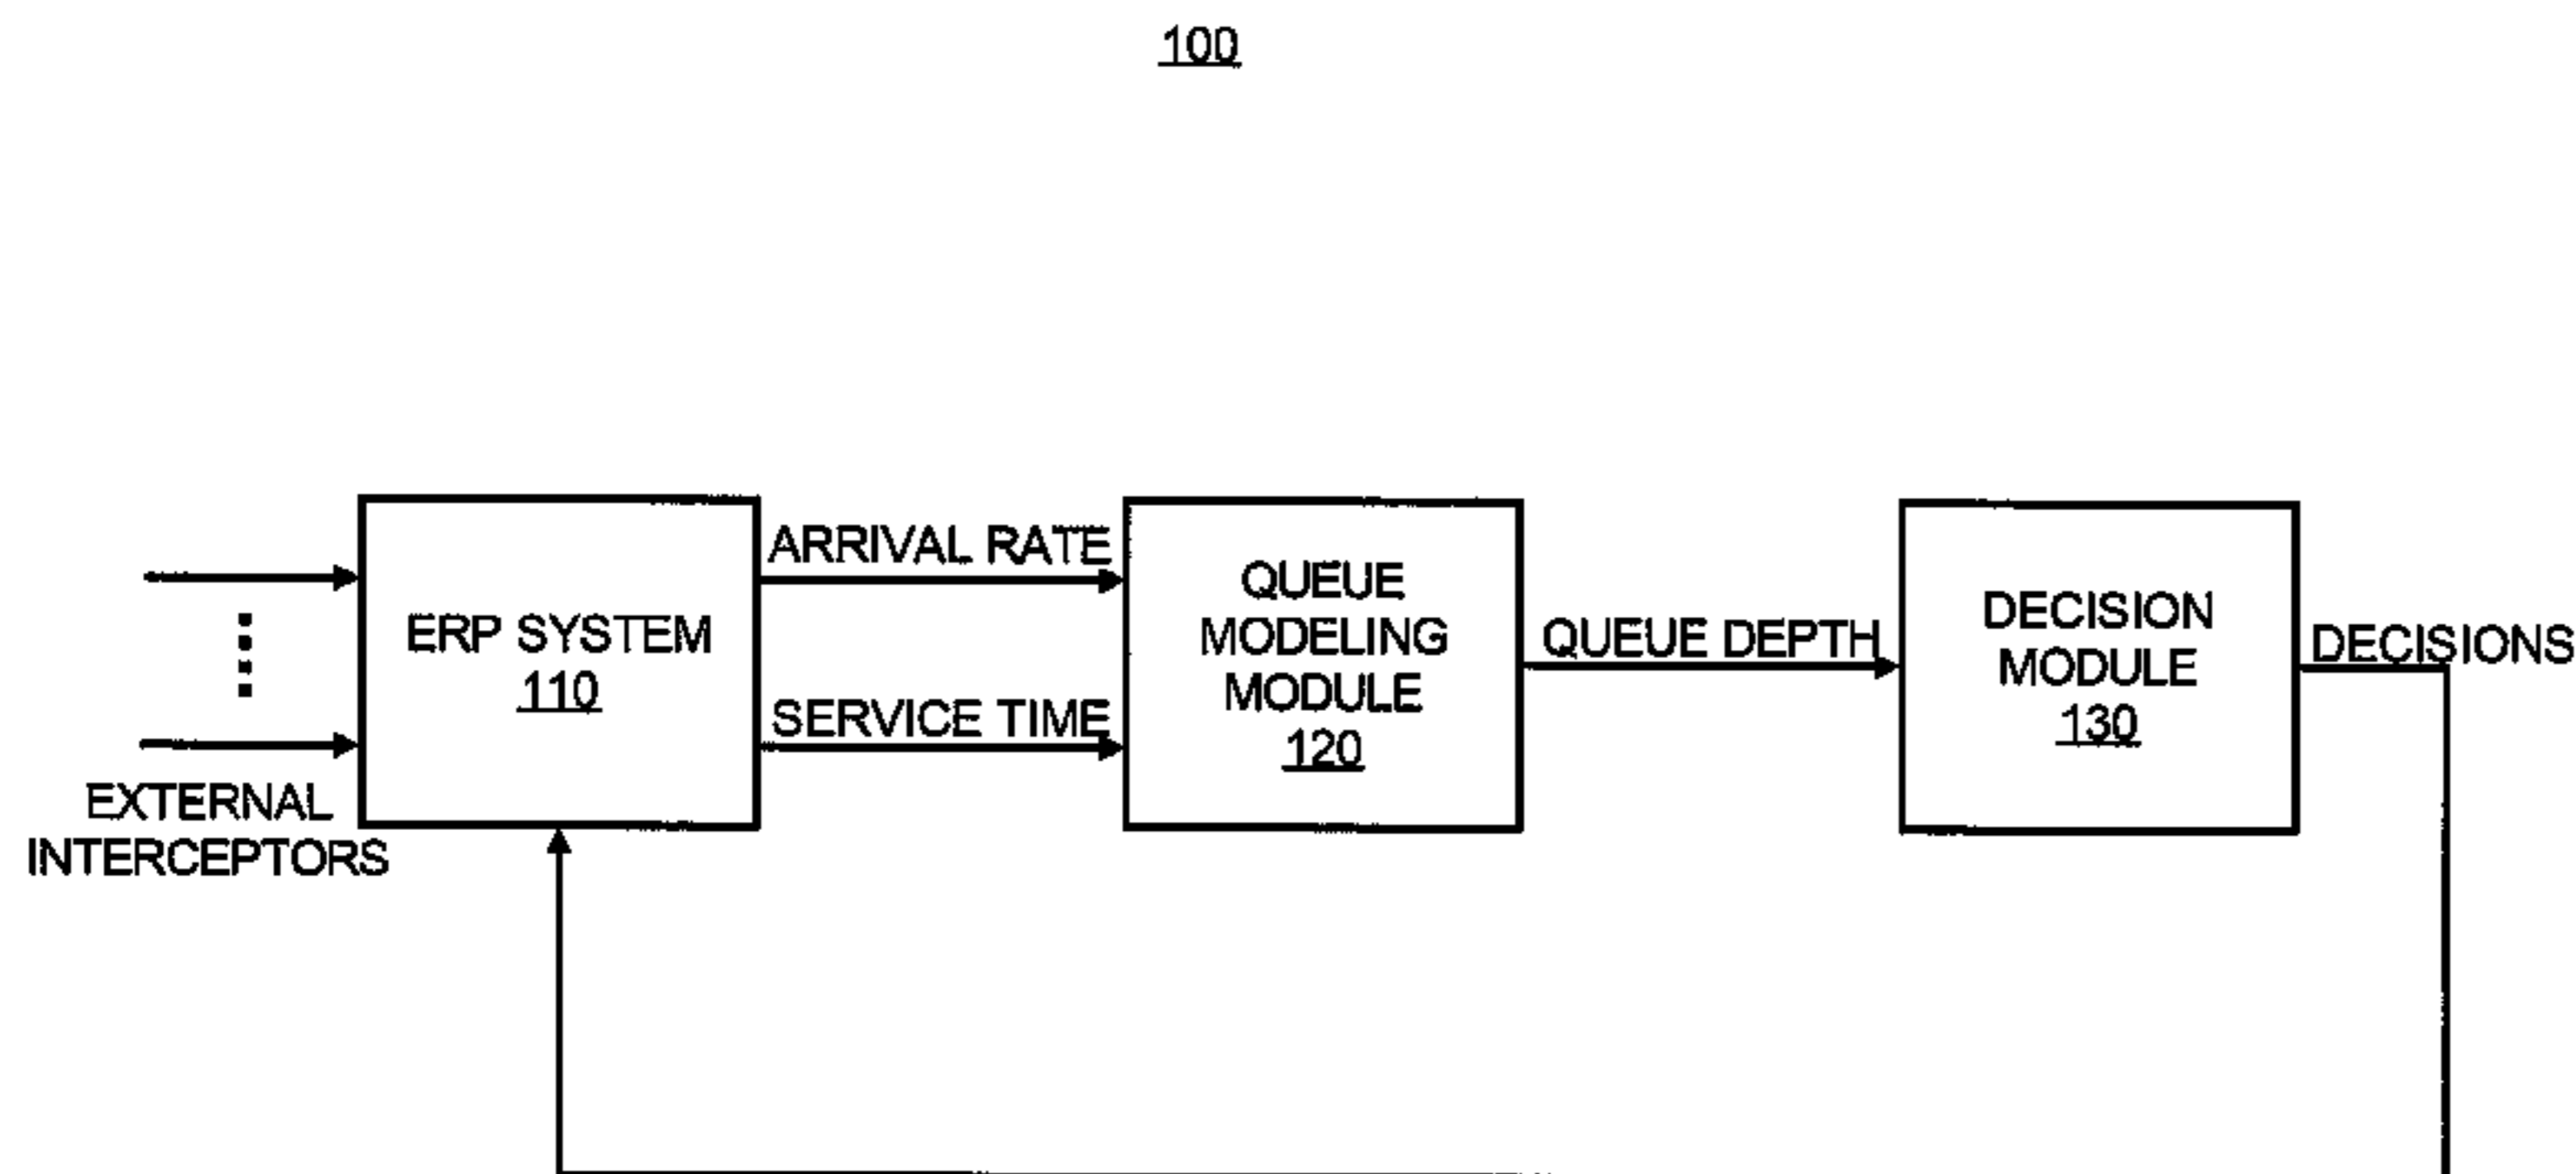 100
ARRIVAL RATE
QUEUE
MODELING
MODULE
120
ERP SYSTEM
110
SERVICE TIME
QUEUE DEPTH
DECISION
MODULE
130
DECISIONS
EXTERNAL
INTERCEPTORS